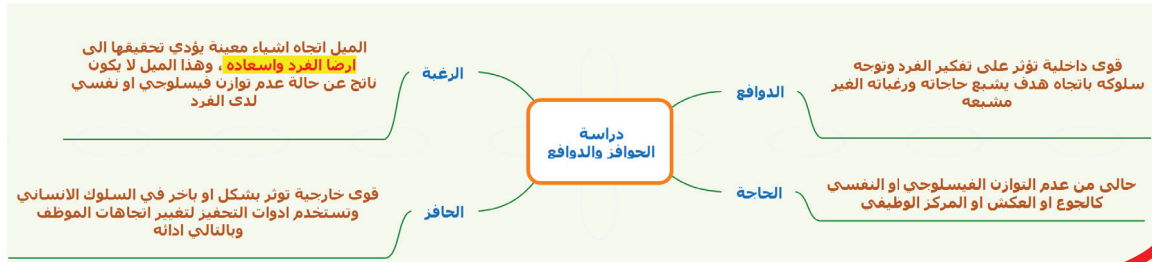 دراسة
الحوافز والدوافع
الدوافع
قوى داخلية تؤثر على تفكير الفرد وتوجه
سلوكه باتجاه هدف يشبع حاجاته ورغباته الغير
مشبعه
الحاجة
حالى من عدم التوازن الفيسلوجي او النفسي
كالجوع او العكش او المركز الوظيفي
الرغبة
الميل اتجاه اشياء معينة يؤدي تحقيقها الى
ارضا الفرد واسعاده ، وهذا الميل لا يكون
ناتج عن حالة عدم توازن فيسلوجي او نفسي
لدى الفرد
الحافز
قوى خارجية توثر بشكل او باخر في السلوك الانساني
وتستخدم ادوات التحفيز لتغيير اتجاهات الموظف
وبالتالي ادائه